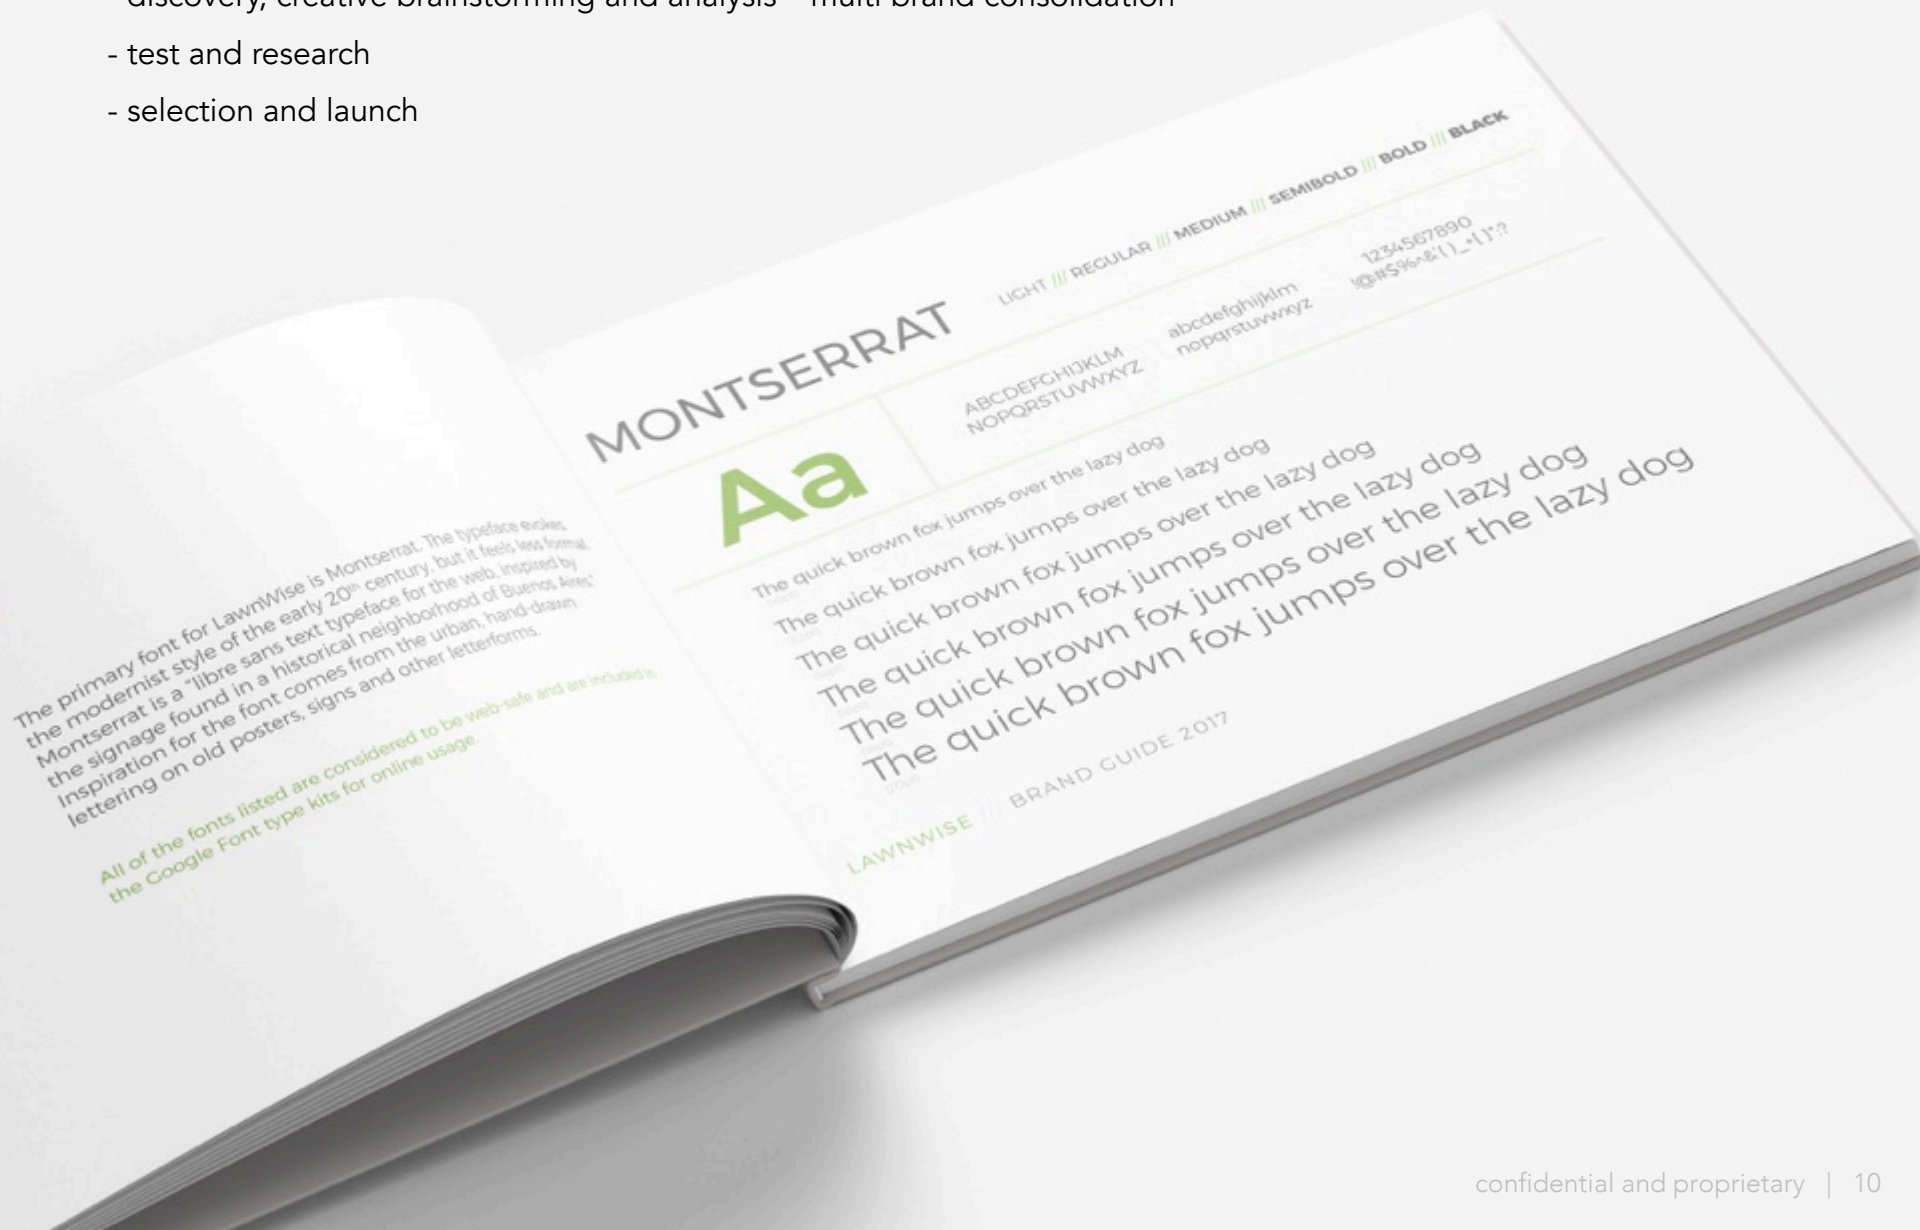 discovery, creative brainstorming and analysis - multi brand consolidation
- test and research
- selection and launch
The primary font for LawnWise is Montserrat. The typeface evokes
the modernist style of the early 20th century, but it feels less formal.
Montserrat is a "libre sans text typeface for the web, inspired by
the signage found in a historical neighborhood of Buenos Aires."
Inspiration for the font comes from the urban, hand-drawn
lettering on old posters, signs and other letterforms.
All of the fonts listed are considered to be web-safe and are included in
the Google Font type kits for online usage.
MONTSERRAT
LIGHT /// REGULAR /// MEDIUM /// SEMIBOLD /// BOLD /// BLACK
Aa
ABCDEFGHIJKLM
NOPQRSTUVWXYZ
abcdefghijklm
nopqrstuvwxyz
1234567890
The quick brown fox jumps over the lazy dog
The quick brown fox jumps over the lazy dog
The quick brown fox jumps over the lazy dog
The quick brown fox jumps over the lazy dog
The quick brown fox jumps over the lazy dog
The quick brown fox jumps over the lazy dog
LAWNWISE /// BRAND GUIDE 2017
confidential and proprietary | 10